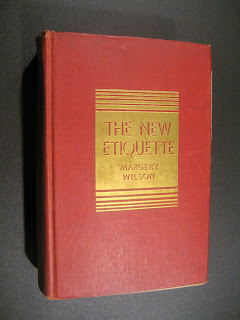 THE NEW
ETIQUETTE
MARGERY
WILSON